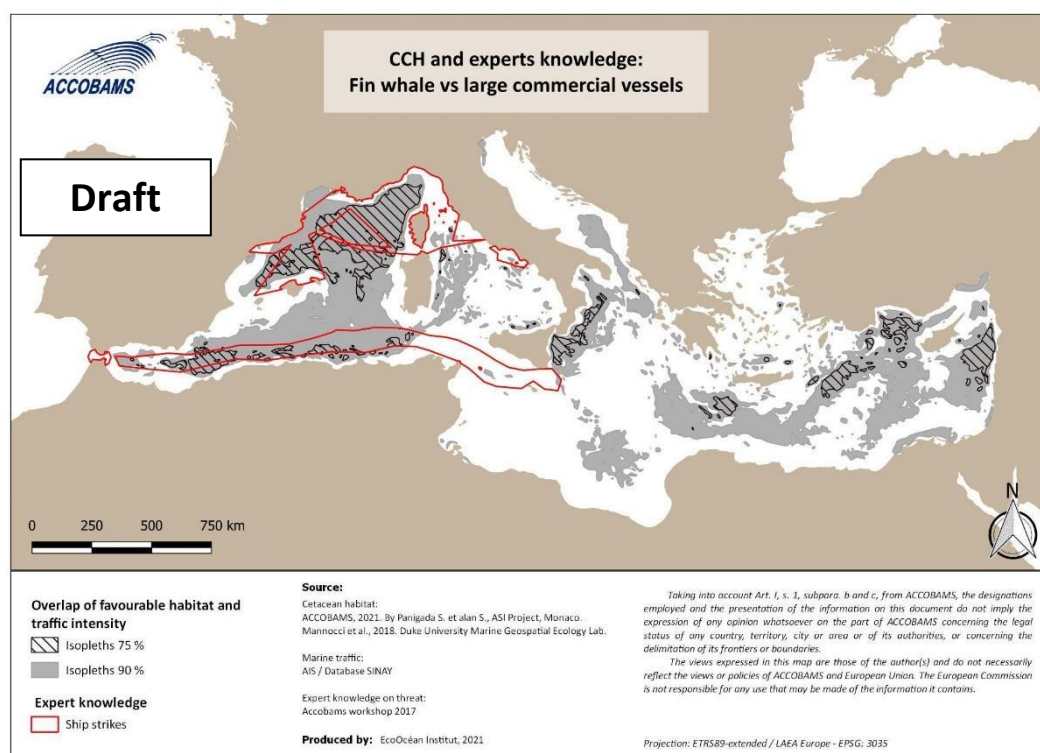 ACCOBAMS
CCH and experts knowledge:
Fin whale vs large commercial vessels
Draft
N
0 250 500 750 km
Overlap of favourable habitat and
traffic intensity
Isopleths 75 %
Isopleths 90 %
Expert knowledge
Ship strikes
Source:
Cetacean habitat:
ACCOBAMS, 2021. By Panigada S. et alan S., ASI Project, Monaco.
Mannocci et al., 2018. Duke University Marine Geospatial Ecology Lab.
Marine traffic:
AIS / Database SINAY
Expert knowledge on threat:
Accobams workshop 2017
Produced by: EcoOcéan Institut, 2021
Taking into account Art. I, s. 1, subpara. b and c, from ACCOBAMS, the designations
employed and the presentation of the information on this document do not imply the
expression of any opinion whatsoever on the part of ACCOBAMS concerning the legal
status of any country, territory, city or area or of its authorities, or concerning the
delimitation of its frontiers or boundaries.
The views expressed in this map are those of the author(s) and do not necessarily
reflect the views or policies of ACCOBAMS and European Union. The European Commission
is not responsible for any use that may be made of the information it contains.
Projection: ETRS89-extended / LAEA Europe - EPSG: 3035